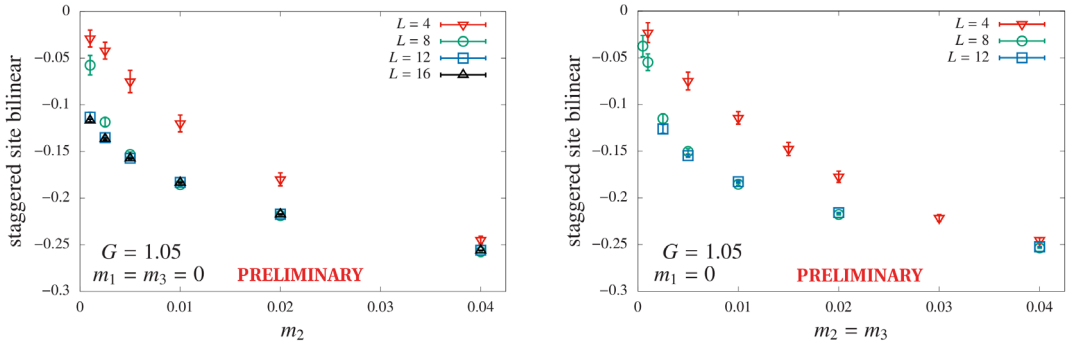 staggered site bilinear
0
−0.05
−0.1
−0.15
−0.2
−0.25
−0.3
L = 4
L = 8
L = 12
L = 16
G = 1.05
m₁ = m₃ = 0
PRELIMINARY
0 0.01 0.02 0.03 0.04
m₂
staggered site bilinear
0
−0.05
−0.1
−0.15
−0.2
−0.25
−0.3
L = 4
L = 8
L = 12
G = 1.05
m₁ = 0
PRELIMINARY
0 0.01 0.02 0.03 0.04
m₂ = m₃